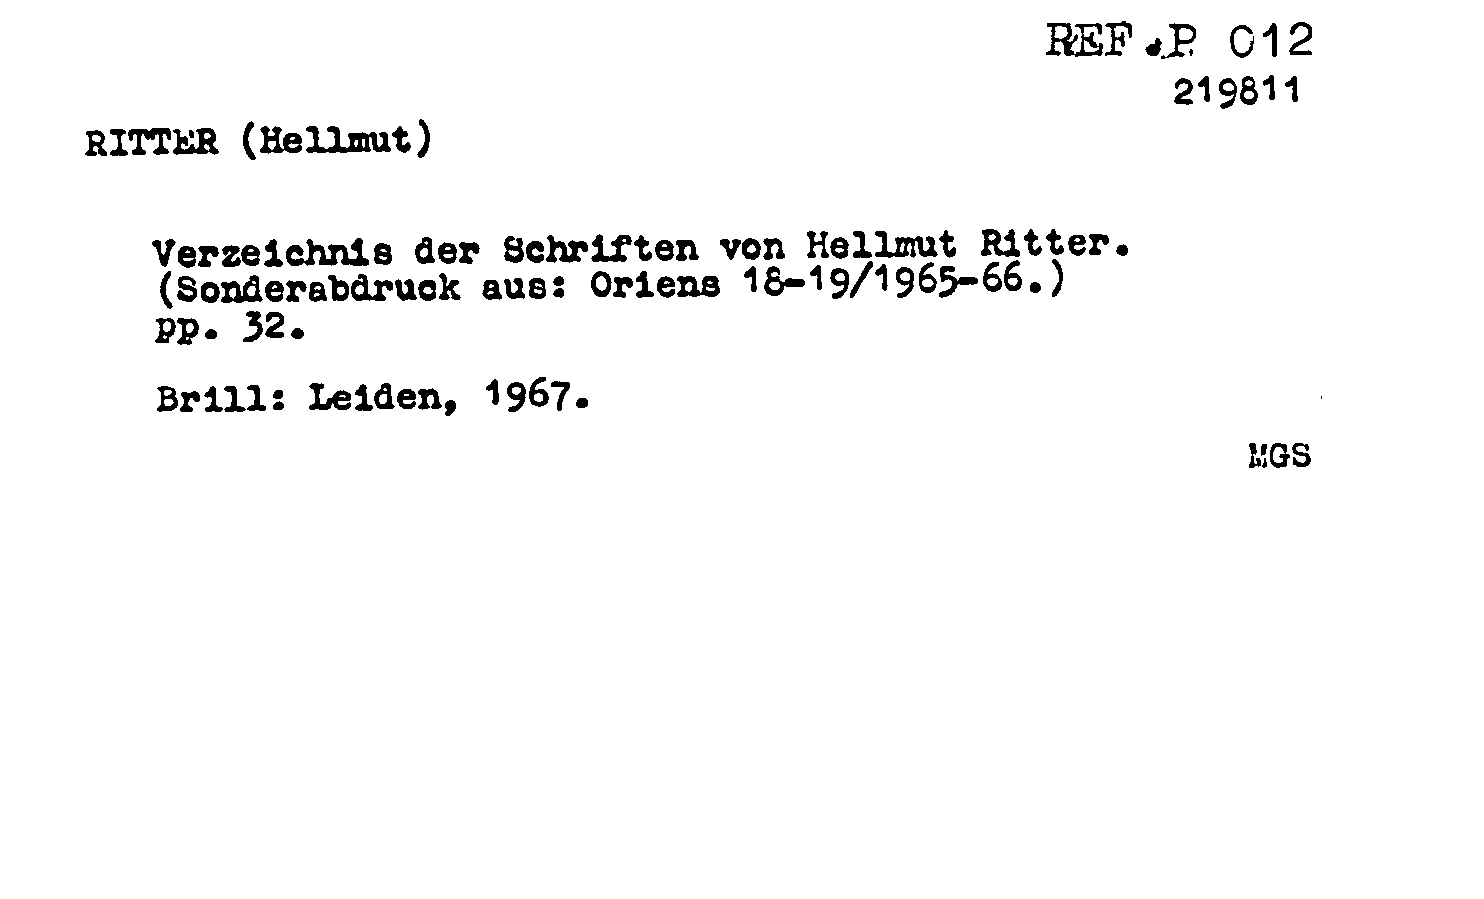 REF.P 012
219811
RITTER (Hellmut)
Verzeichnis der Schriften von Hellmut Ritter.
(Sonderabdruck aus: Oriens 18-19/1965-66.)
pp. 32.
Brill: Leiden, 1967.
MGS